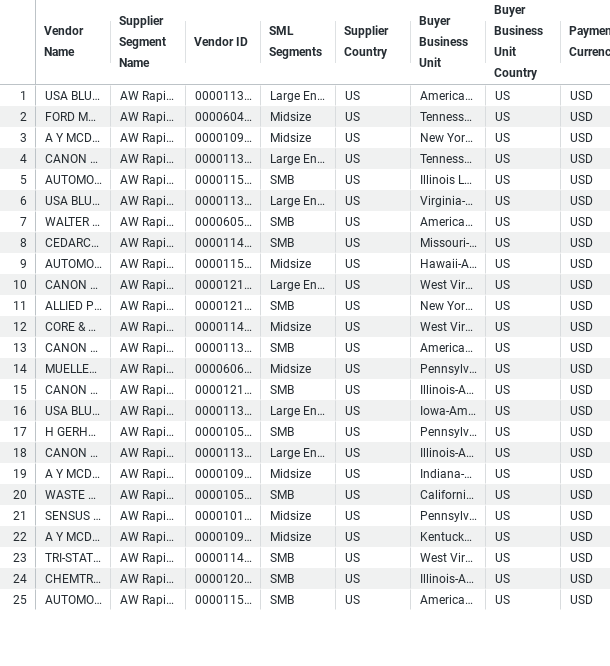 Vendor Name | Supplier Segment Name | Vendor ID | SML Segments | Supplier Country | Buyer Business Unit | Buyer Business Unit Country | Paymen Currenc
1 USA BLU... AW Rapi... 0000113... Large En... US America... US USD
2 FORD M... AW Rapi... 0000604... Midsize US Tenness... US USD
3 A Y MCD... AW Rapi... 0000109... Midsize US New Yor... US USD
4 CANON ... AW Rapi... 0000113... Large En... US Tenness... US USD
5 AUTOMO... AW Rapi... 0000115... SMB US Illinois L... US USD
6 USA BLU... AW Rapi... 0000113... Large En... US Virginia-... US USD
7 WALTER ... AW Rapi... 0000605... SMB US America... US USD
8 CEDARC... AW Rapi... 0000114... SMB US Missouri-... US USD
9 AUTOMO... AW Rapi... 0000115... Midsize US Hawaii-A... US USD
10 CANON ... AW Rapi... 0000121... Large En... US West Vir... US USD
11 ALLIED P... AW Rapi... 0000121... SMB US New Yor... US USD
12 CORE & ... AW Rapi... 0000114... Midsize US West Vir... US USD
13 CANON ... AW Rapi... 0000113... SMB US America... US USD
14 MUELLE... AW Rapi... 0000606... Midsize US Pennsylv... US USD
15 CANON ... AW Rapi... 0000121... SMB US Illinois-A... US USD
16 USA BLU... AW Rapi... 0000113... Large En... US Iowa-Am... US USD
17 H GERH... AW Rapi... 0000105... SMB US Pennsylv... US USD
18 CANON ... AW Rapi... 0000113... Large En... US Illinois-A... US USD
19 A Y MCD... AW Rapi... 0000109... Midsize US Indiana-... US USD
20 WASTE ... AW Rapi... 0000105... SMB US Californi... US USD
21 SENSUS ... AW Rapi... 0000101... Midsize US Pennsylv... US USD
22 A Y MCD... AW Rapi... 0000109... Midsize US Kentuck... US USD
23 TRI-STAT... AW Rapi... 0000114... SMB US West Vir... US USD
24 CHEMTR... AW Rapi... 0000120... SMB US Illinois-A... US USD
25 AUTOMO... AW Rapi... 0000115... SMB US America... US USD